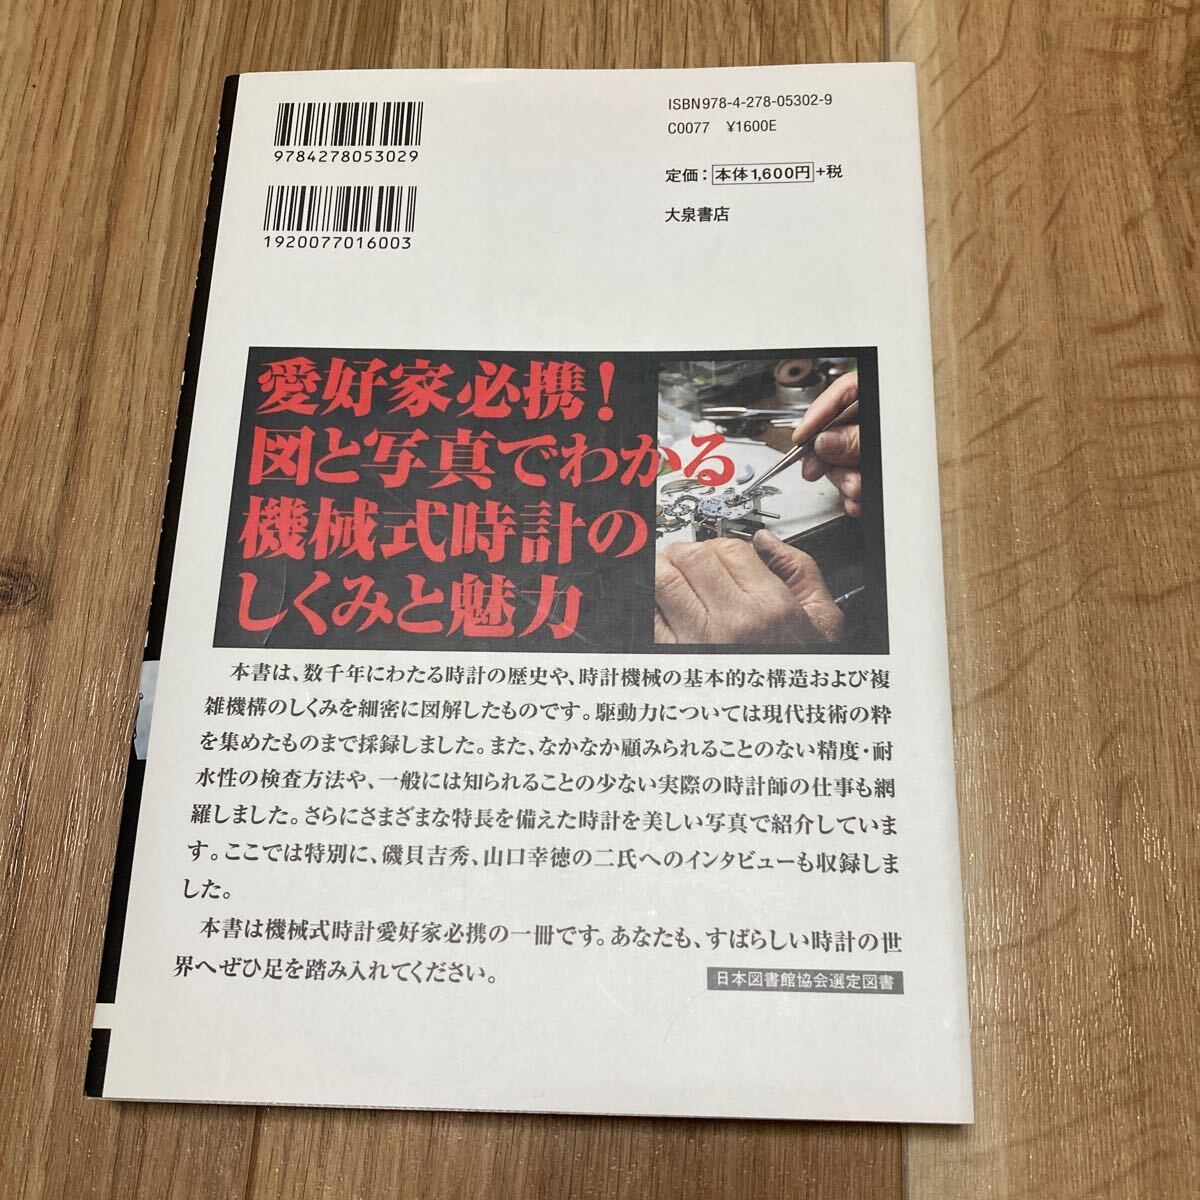 9784278053029
1920077016003
ISBN978-4-278-05302-9
C0077 ¥1600E
定価：本体1,600円+税
大泉書店
愛好家必携！
図と写真でわかる
機械式時計の
しくみと魅力
本書は、数千年にわたる時計の歴史や、時計機械の基本的な構造および複
雑機構のしくみを細密に図解したものです。駆動力については現代技術の粋
を集めたものまで採録しました。また、なかなか顧みられることのない精度・耐
水性の検査方法や、一般には知られることの少ない実際の時計師の仕事も網
羅しました。さらにさまざまな特長を備えた時計を美しい写真で紹介していま
す。ここでは特別に、磯貝吉秀、山口幸徳の二氏へのインタビューも収録しま
した。
本書は機械式時計愛好家必携の一冊です。あなたも、すばらしい時計の世
界へぜひ足を踏み入れてください。
日本図書館協会選定図書